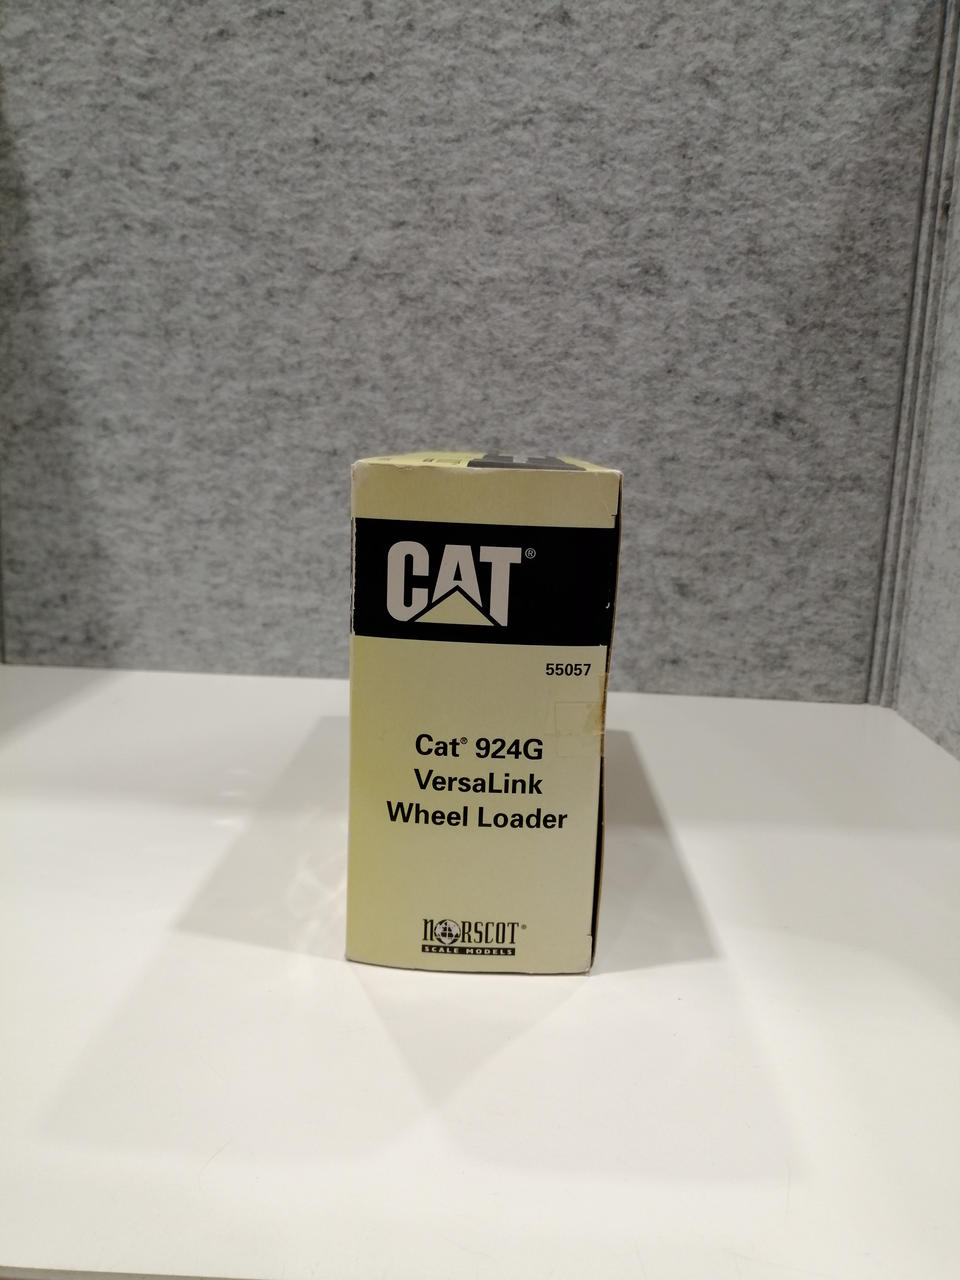 CAT®
55057
Cat® 924G
VersaLink
Wheel Loader
NORSCOT®
SCALE MODELS